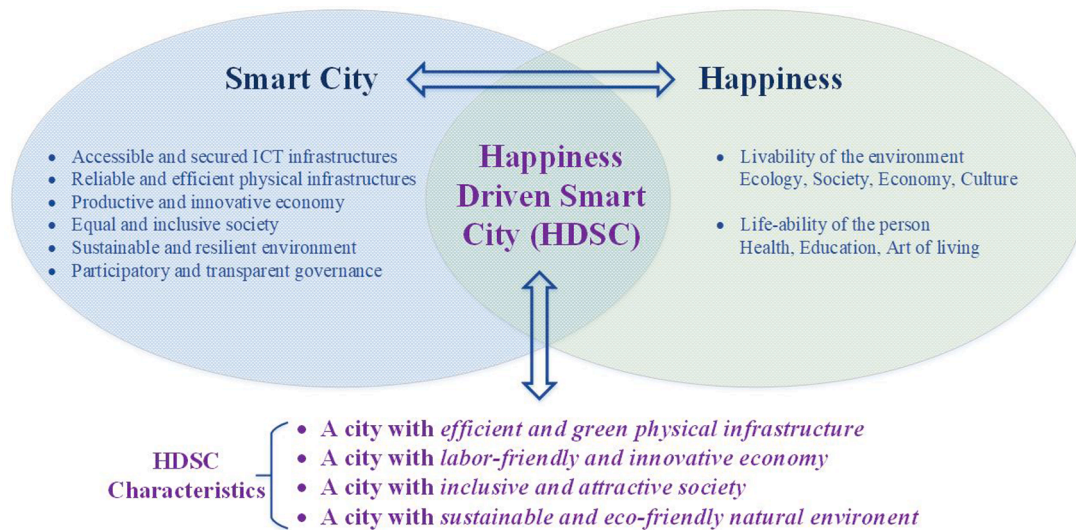 Smart City
Happiness
• Accessible and secured ICT infrastructures
• Reliable and efficient physical infrastructures
• Productive and innovative economy
• Equal and inclusive society
• Sustainable and resilient environment
• Participatory and transparent governance
Happiness
Driven Smart
City (HDSC)
• Livability of the environment
Ecology, Society, Economy, Culture
• Life-ability of the person
Health, Education, Art of living
HDSC
Characteristics
• A city with efficient and green physical infrastructure
• A city with labor-friendly and innovative economy
• A city with inclusive and attractive society
• A city with sustainable and eco-friendly natural environent